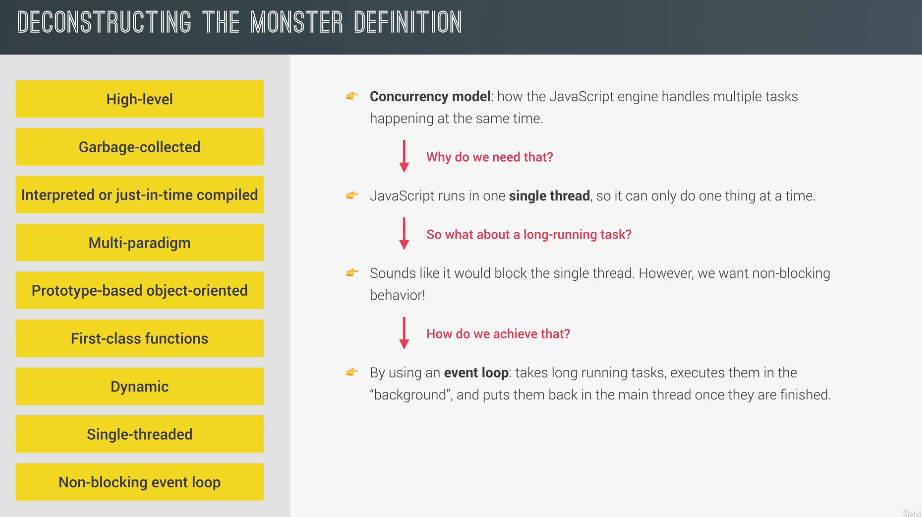 DECONSTRUCTING THE MONSTER DEFINITION
High-level
Garbage-collected
Interpreted or just-in-time compiled
Multi-paradigm
Prototype-based object-oriented
First-class functions
Dynamic
Single-threaded
Non-blocking event loop
Concurrency model: how the JavaScript engine handles multiple tasks
happening at the same time.
Why do we need that?
JavaScript runs in one single thread, so it can only do one thing at a time.
So what about a long-running task?
Sounds like it would block the single thread. However, we want non-blocking
behavior!
How do we achieve that?
By using an event loop: takes long running tasks, executes them in the
“background”, and puts them back in the main thread once they are finished.